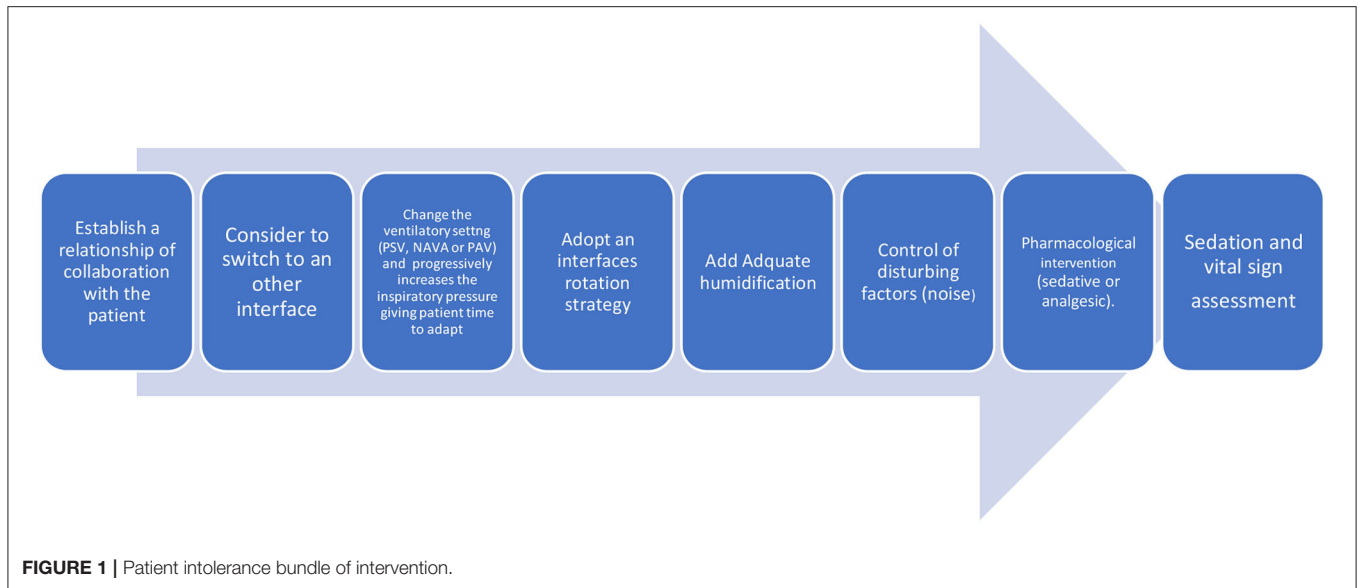 Establish a
relationship of
collaboration
with the
patient
Consider to
switch to an
other
interface
Change the
ventilatory settng
(PSV, NAVA or PAV)
and progressively
increases the
inspiratory pressure
giving patient time
to adapt
Adopt an
interfaces
rotation
strategy
Add Adquate
humidification
Control of
disturbing
factors (noise)
Pharmacological
intervention
(sedative or
analgesic).
Sedation and
vital sign
assessment
FIGURE 1 | Patient intolerance bundle of intervention.